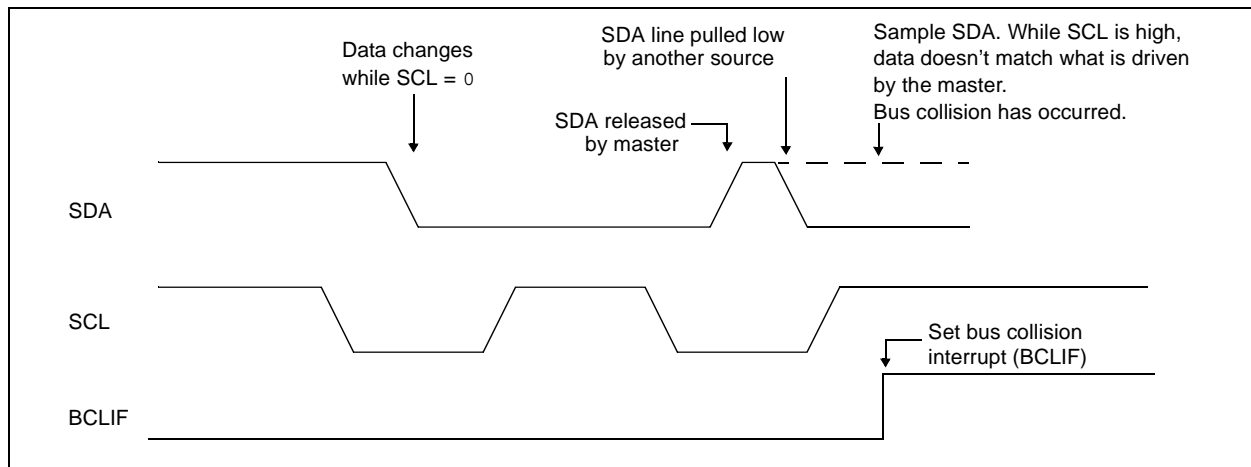 Data changes
while SCL = 0
SDA line pulled low
by another source
Sample SDA. While SCL is high,
data doesn’t match what is driven
by the master.
Bus collision has occurred.
SDA released
by master
SDA
SCL
Set bus collision
interrupt (BCLIF)
BCLIF